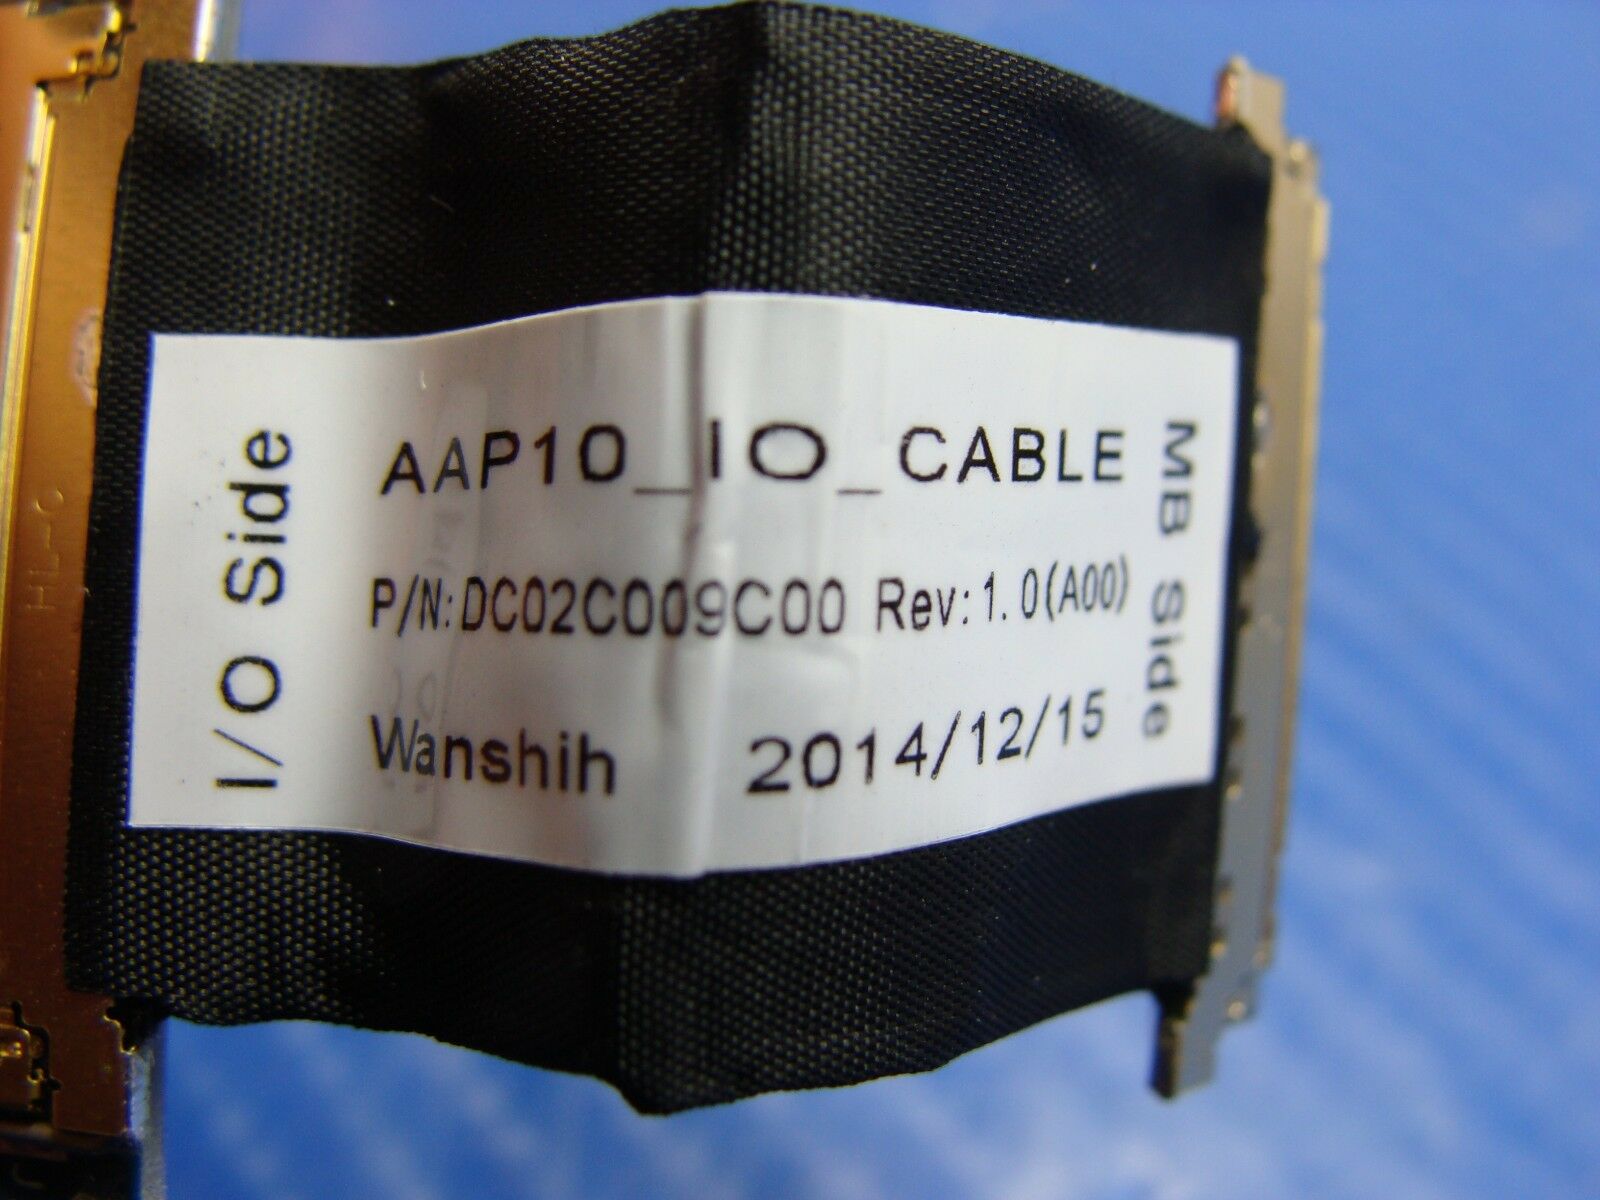 I/O Side
AAP10_IO_CABLE
P/N:DC02C009C00 Rev:1.0(A00)
Wanshih 2014/12/15
MB Side